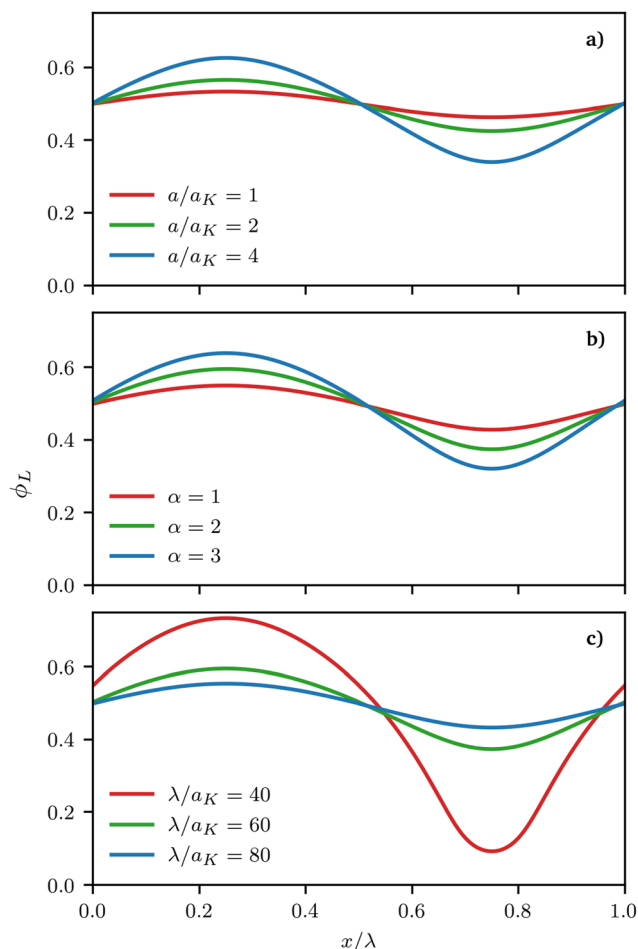 a)
0.6
0.4
0.2
0.0
a/a_K = 1
a/a_K = 2
a/a_K = 4
b)
0.6
0.4
0.2
0.0
ϕ_L
α = 1
α = 2
α = 3
c)
0.6
0.4
0.2
0.0
λ/a_K = 40
λ/a_K = 60
λ/a_K = 80
0.0 0.2 0.4 0.6 0.8 1.0
x/λ